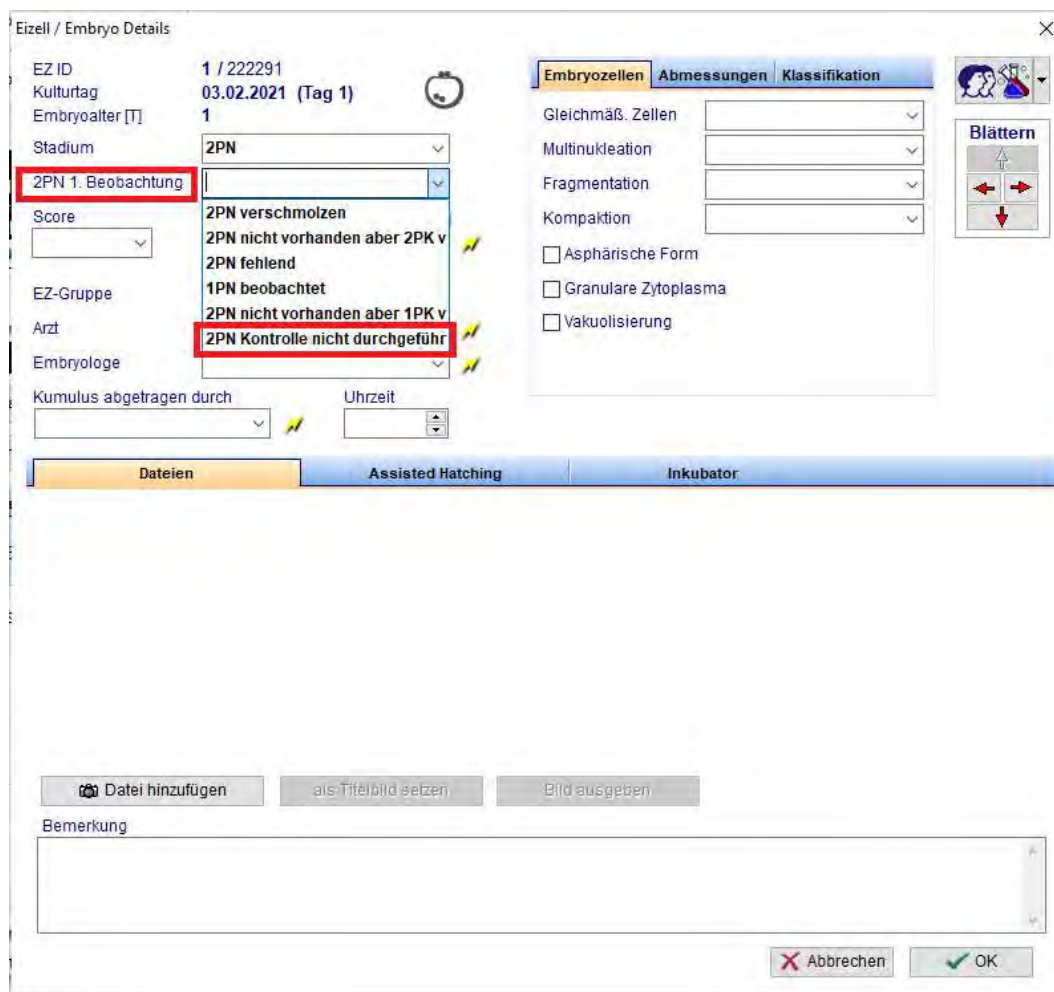 Eizell / Embryo Details
EZ ID 1 / 222291
Kulturtag 03.02.2021 (Tag 1)
Embryoalter [T] 1
Stadium 2PN
2PN 1. Beobachtung
2PN verschmolzen
2PN nicht vorhanden aber 2PK v
2PN fehlend
1PN beobachtet
2PN nicht vorhanden aber 1PK v
2PN Kontrolle nicht durchgeführ
Score
EZ-Gruppe
Arzt
Embryologe
Kumulus abgetragen durch Uhrzeit
Embryozellen Abmessungen Klassifikation
Gleichmäß. Zellen
Multinukleation
Fragmentation
Kompaktion
Asphärische Form
Granulare Zytoplasma
Vakuolisierung
Blättern
Dateien Assisted Hatching Inkubator
Datei hinzufügen als Titelbild setzen Bild ausgeben
Bemerkung
Abbrechen OK